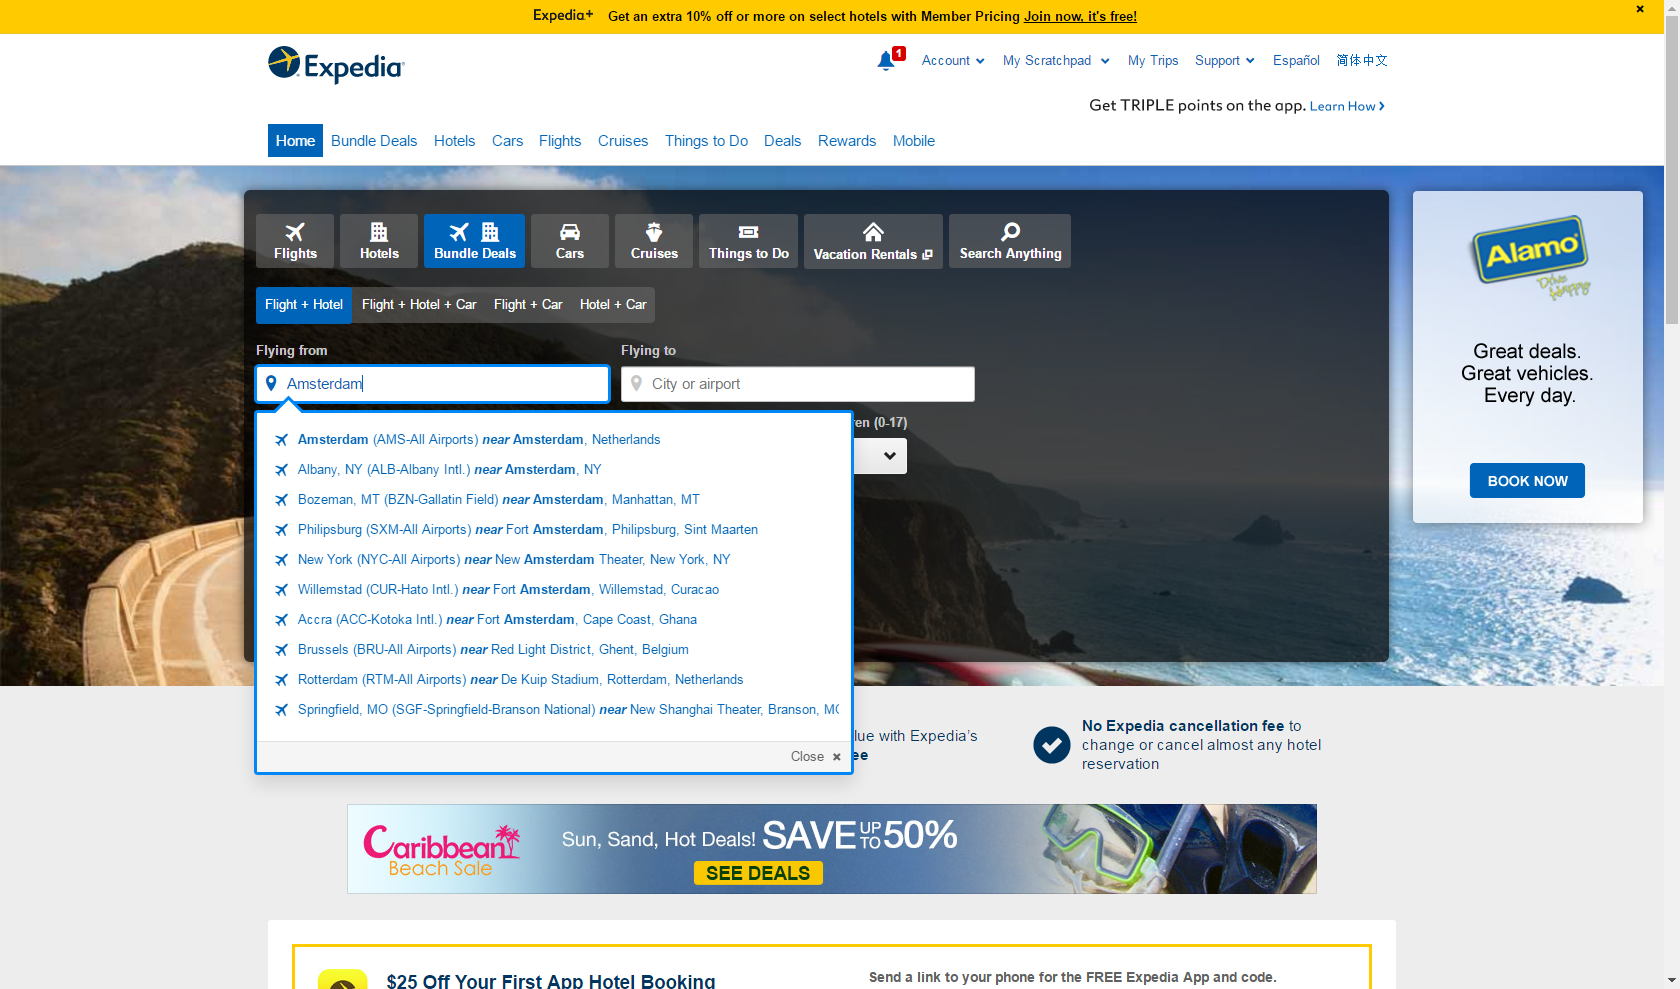 Expedia+ Get an extra 10% off or more on select hotels with Member Pricing Join now, it's free!
Expedia
1
Account My Scratchpad My Trips Support Español 简体中文
Get TRIPLE points on the app. Learn How
Home Bundle Deals Hotels Cars Flights Cruises Things to Do Deals Rewards Mobile
Flights Hotels Bundle Deals Cars Cruises Things to Do Vacation Rentals Search Anything
Flight + Hotel Flight + Hotel + Car Flight + Car Hotel + Car
Flying from Flying to
Amsterdam City or airport
ren (0-17)
Amsterdam (AMS-All Airports) near Amsterdam, Netherlands
Albany, NY (ALB-Albany Intl.) near Amsterdam, NY
Bozeman, MT (BZN-Gallatin Field) near Amsterdam, Manhattan, MT
Philipsburg (SXM-All Airports) near Fort Amsterdam, Philipsburg, Sint Maarten
New York (NYC-All Airports) near New Amsterdam Theater, New York, NY
Willemstad (CUR-Hato Intl.) near Fort Amsterdam, Willemstad, Curacao
Accra (ACC-Kotoka Intl.) near Fort Amsterdam, Cape Coast, Ghana
Brussels (BRU-All Airports) near Red Light District, Ghent, Belgium
Rotterdam (RTM-All Airports) near De Kuip Stadium, Rotterdam, Netherlands
Springfield, MO (SGF-Springfield-Branson National) near New Shanghai Theater, Branson, MO
Close
Alamo
Drive Happy
Great deals.
Great vehicles.
Every day.
BOOK NOW
lue with Expedia's
ee
No Expedia cancellation fee to
change or cancel almost any hotel
reservation
Caribbean
Beach Sale
Sun, Sand, Hot Deals! SAVE UP TO 50%
SEE DEALS
$25 Off Your First App Hotel Booking
Send a link to your phone for the FREE Expedia App and code.